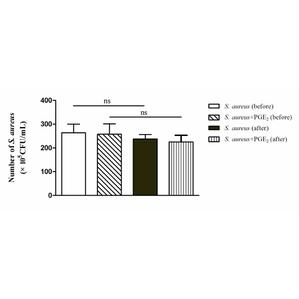 ns
ns
400
300
200
100
0
Number of S. aureus
CFU/mL)
S. aureus (before)
S. aureus+PGE₂ (before)
S. aureus (after)
S. aureus+PGE₂ (after)